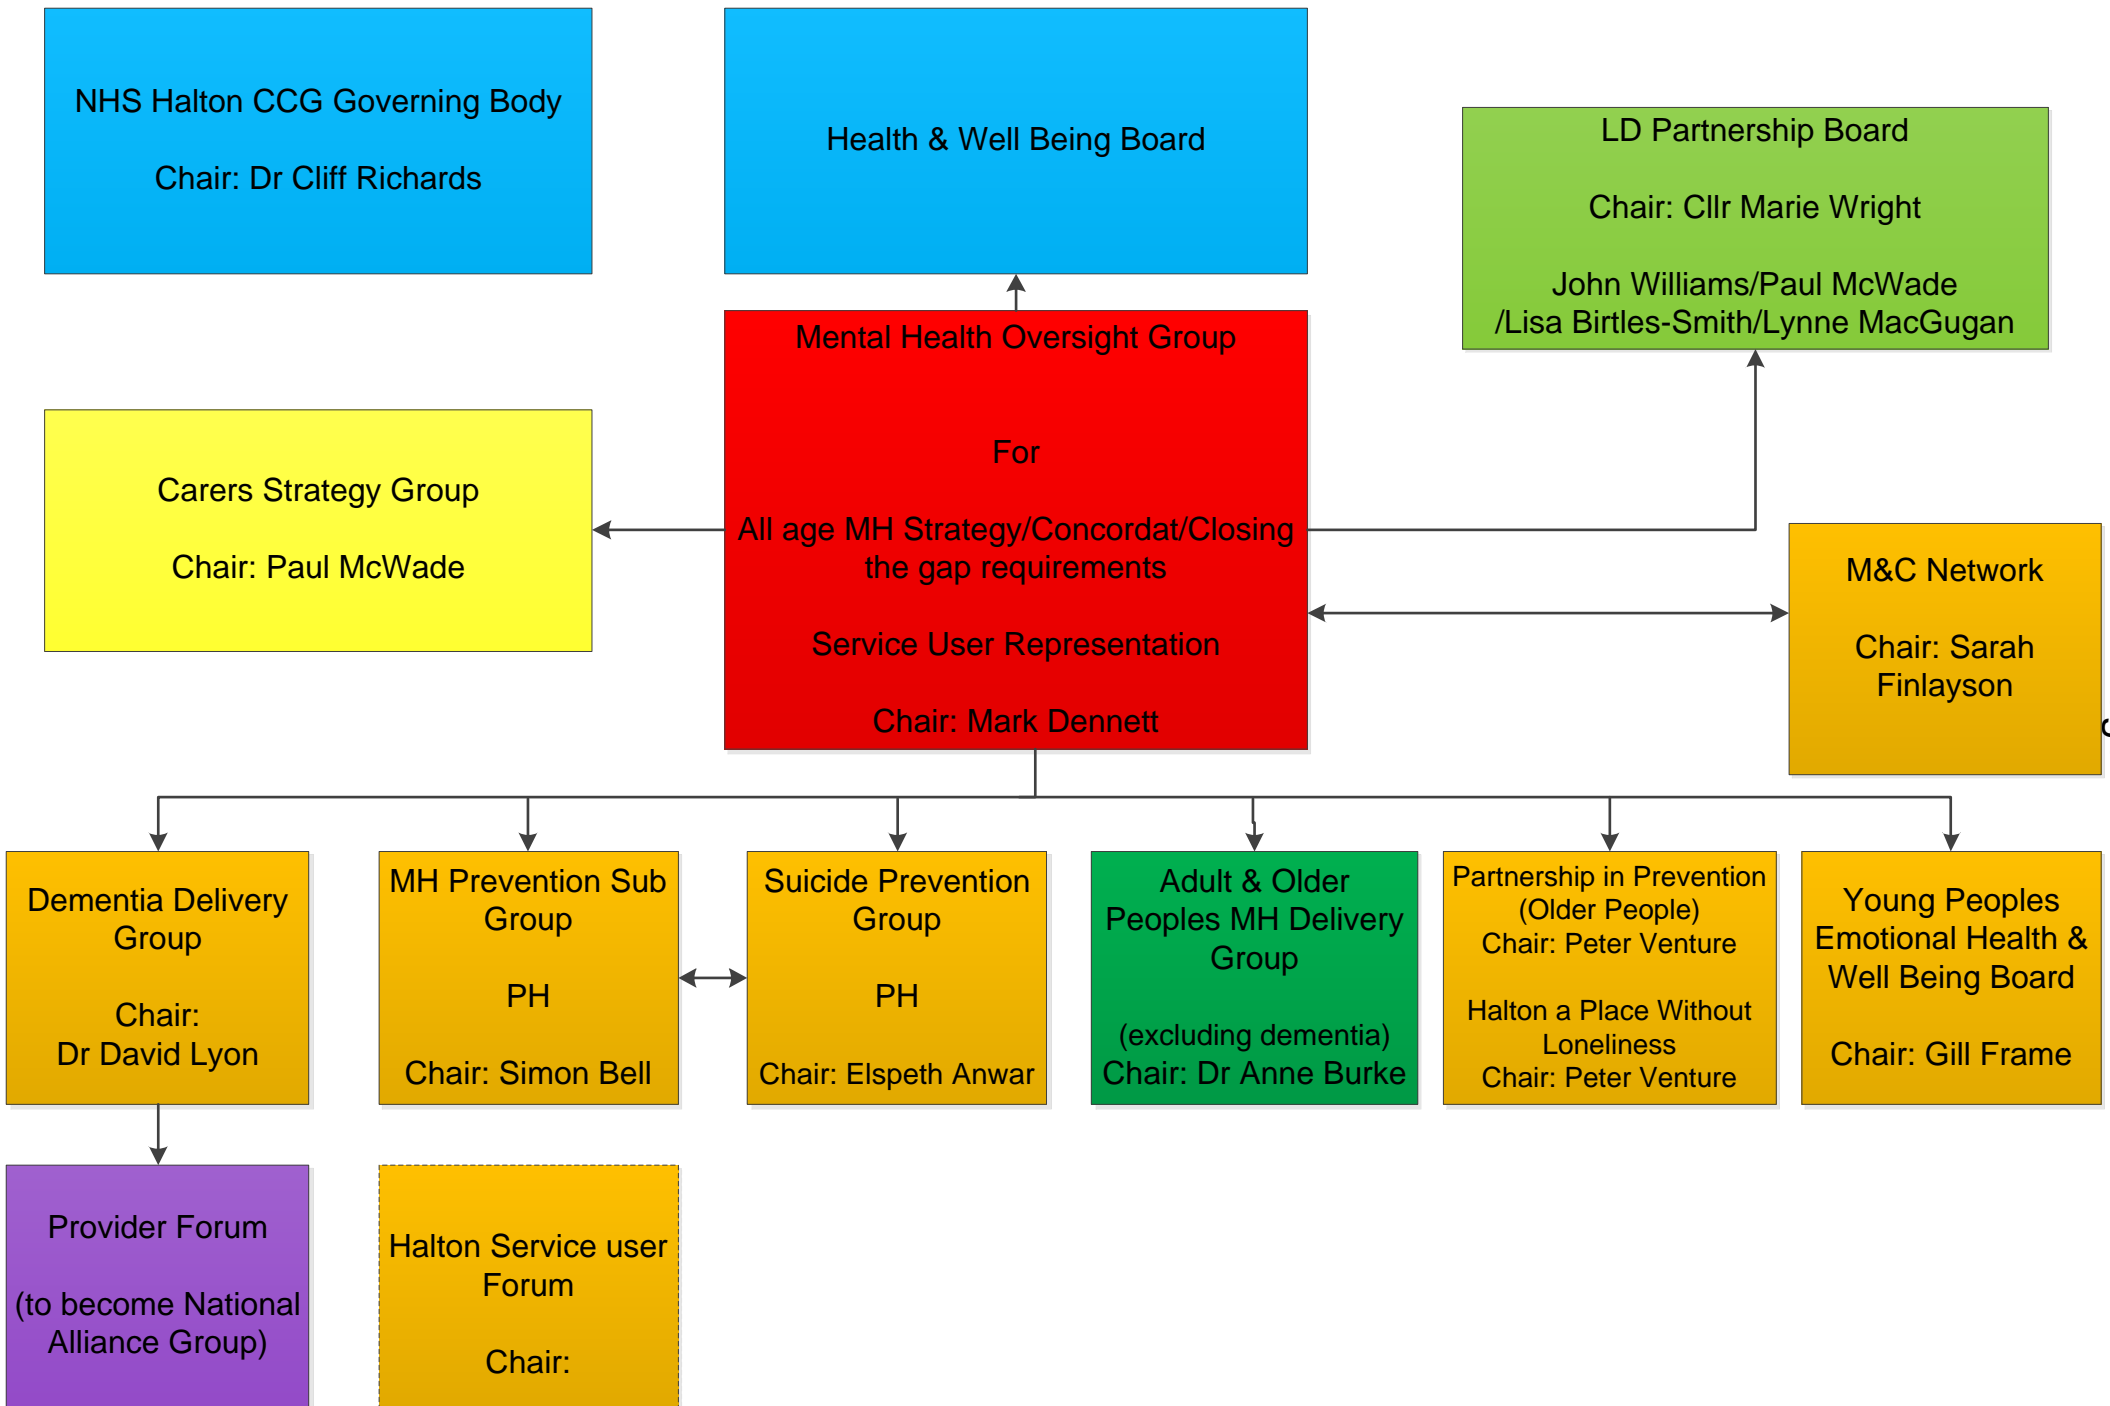 NHS Halton CCG Governing Body
Chair: Dr Cliff Richards
Health & Well Being Board
LD Partnership Board
Chair: Cllr Marie Wright
John Williams/Paul McWade
/Lisa Birtles-Smith/Lynne MacGugan
Mental Health Oversight Group
For
All age MH Strategy/Concordat/Closing
the gap requirements
Service User Representation
Chair: Mark Dennett
Carers Strategy Group
Chair: Paul McWade
M&C Network
Chair: Sarah
Finlayson
Dementia Delivery
Group
Chair:
Dr David Lyon
MH Prevention Sub
Group
PH
Chair: Simon Bell
Suicide Prevention
Group
PH
Chair: Elspeth Anwar
Adult & Older
Peoples MH Delivery
Group
(excluding dementia)
Chair: Dr Anne Burke
Partnership in Prevention
(Older People)
Chair: Peter Venture
Halton a Place Without
Loneliness
Chair: Peter Venture
Young Peoples
Emotional Health &
Well Being Board
Chair: Gill Frame
Provider Forum
(to become National
Alliance Group)
Halton Service user
Forum
Chair: